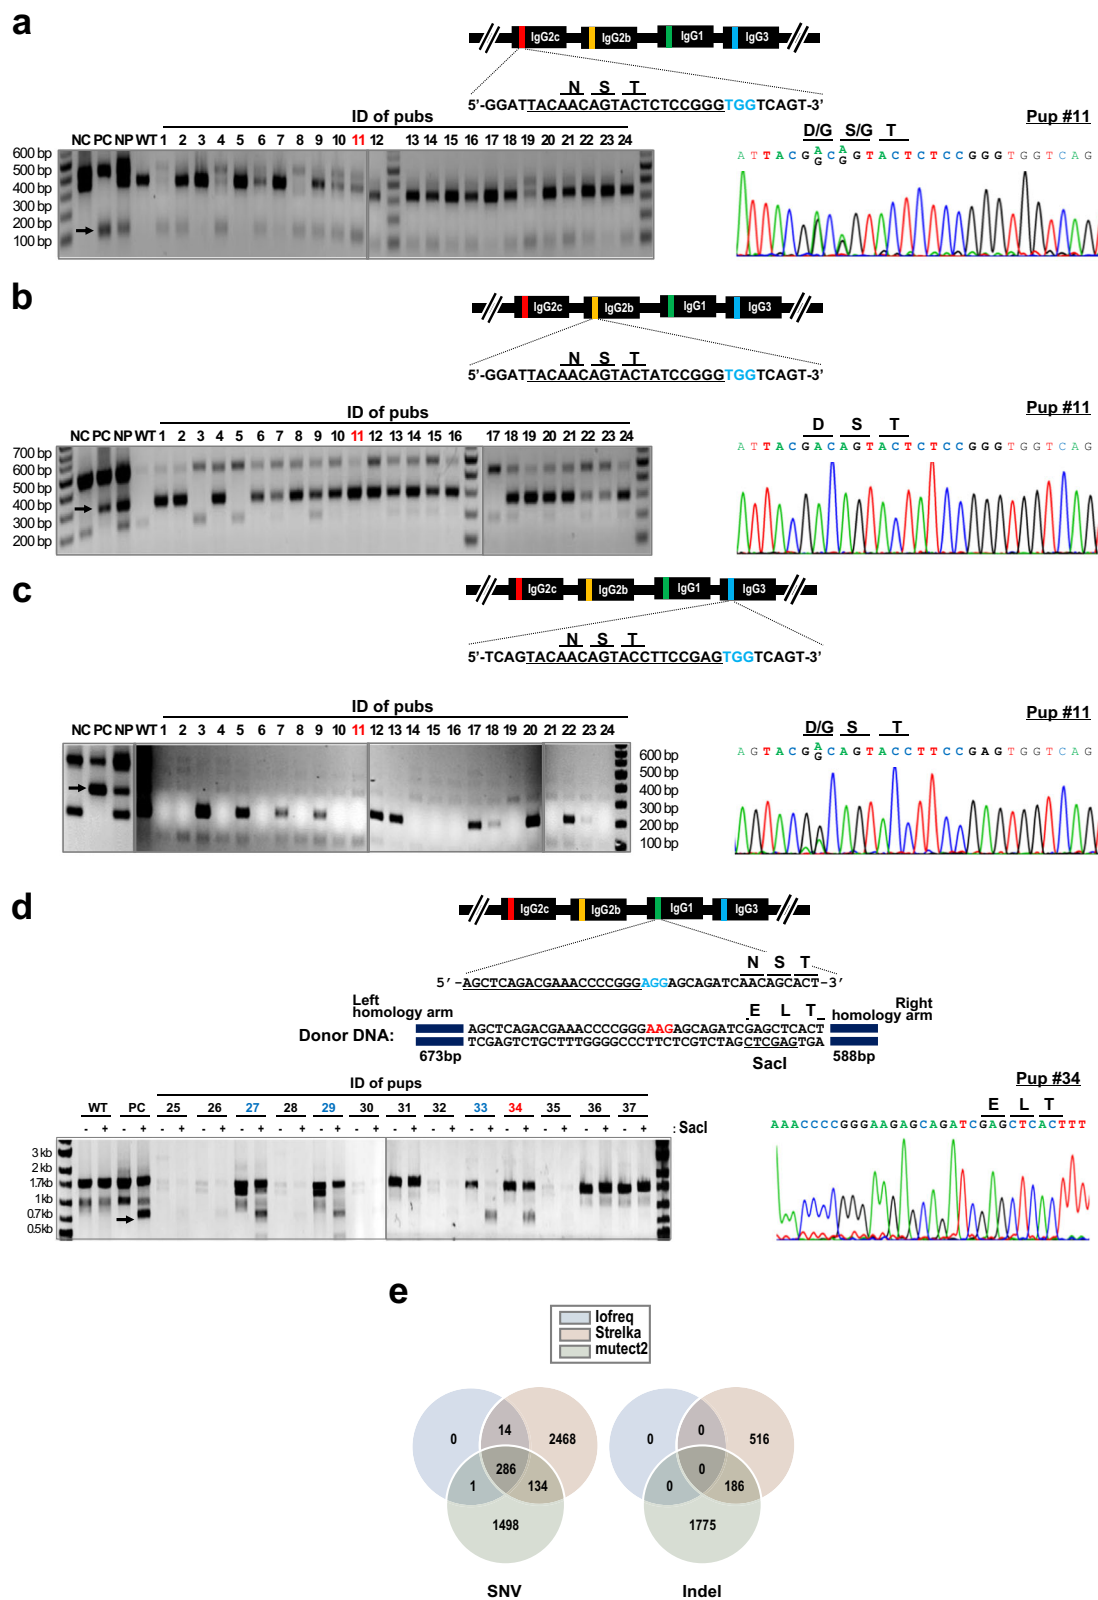 a
IgG2c IgG2b IgG1 IgG3
N S T
5’-GGATTACAACAGTACTCTCCGGGTGGTCAGT-3’
ID of pubs
NC PC NP WT 1 2 3 4 5 6 7 8 9 10 11 12 13 14 15 16 17 18 19 20 21 22 23 24
600 bp
500 bp
400 bp
300 bp
200 bp
100 bp
Pup #11
D/G S/G T
A T T A C G A C A G T A C T C T C C G G G T G G T C A G
G G
b
IgG2c IgG2b IgG1 IgG3
N S T
5’-GGATTACAACAGTACTATCCGGGTGGTCAGT-3’
ID of pubs
NC PC NP WT 1 2 3 4 5 6 7 8 9 10 11 12 13 14 15 16 17 18 19 20 21 22 23 24
700 bp
600 bp
500 bp
400 bp
300 bp
200 bp
Pup #11
D S T
A T T A C G A C A G T A C T C T C C G G G T G G T C A G
c
IgG2c IgG2b IgG1 IgG3
N S T
5’-TCAGTACAACAGTACCTTCCGAGTGGTCAGT-3’
ID of pubs
NC PC NP WT 1 2 3 4 5 6 7 8 9 10 11 12 13 14 15 16 17 18 19 20 21 22 23 24
600 bp
500 bp
400 bp
300 bp
200 bp
100 bp
Pup #11
D/G S T
A G T A C G A C A G T A C C T T C C G A G T G G T C A G
G
d
IgG2c IgG2b IgG1 IgG3
N S T
5’-AGCTCAGACGAAACCCCGGGAGGAGCAGATCAACAGCACT-3’
Left homology arm
E L T
Right homology arm
Donor DNA:
AGCTCAGACGAAACCCCGGGAAGAGCAGATCGAGCTCACT
TCGAGTCTGCTTTGGGGCCCTTCTCGTCTAGCTCGAGTGA
673bp
SacI
588bp
ID of pups
WT PC 25 26 27 28 29 30 31 32 33 34 35 36 37
- + - + - + - + - + - + - + - + - + - + - + - + - + - + - + : SacI
3 kb
2 kb
1.7kb
1 kb
0.7kb
0.5kb
Pup #34
E L T
A A A C C C C G G G A A G A G C A G A T C G A G C T C A C T T T
e
lofreq
Strelka
mutect2
0 14 2468
286
1 134
1498
SNV
0 0 516
0
0 186
1775
Indel